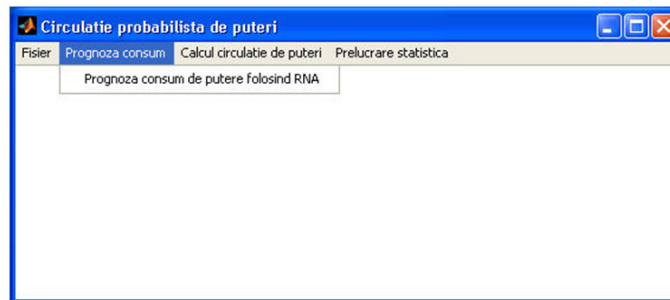 Circulatie probabilista de puteri
Fisier Prognoza consum Calcul circulatie de puteri Prelucrare statistica
Prognoza consum de putere folosind RNA